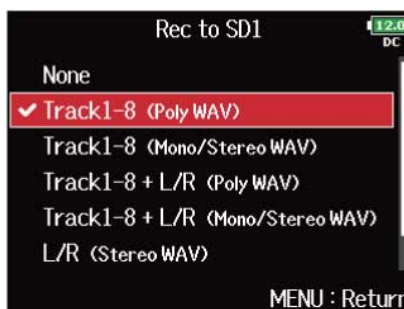 Rec to SD1
12.0
DC
None
✔ Track1-8 (Poly WAV)
Track1-8 (Mono/Stereo WAV)
Track1-8 + L/R (Poly WAV)
Track1-8 + L/R (Mono/Stereo WAV)
L/R (Stereo WAV)
MENU : Return